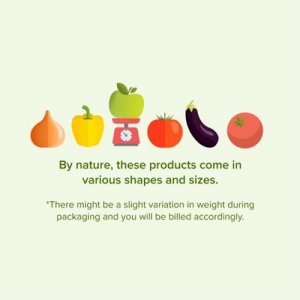 By nature, these products come in
various shapes and sizes.
*There might be a slight variation in weight during
packaging and you will be billed accordingly.